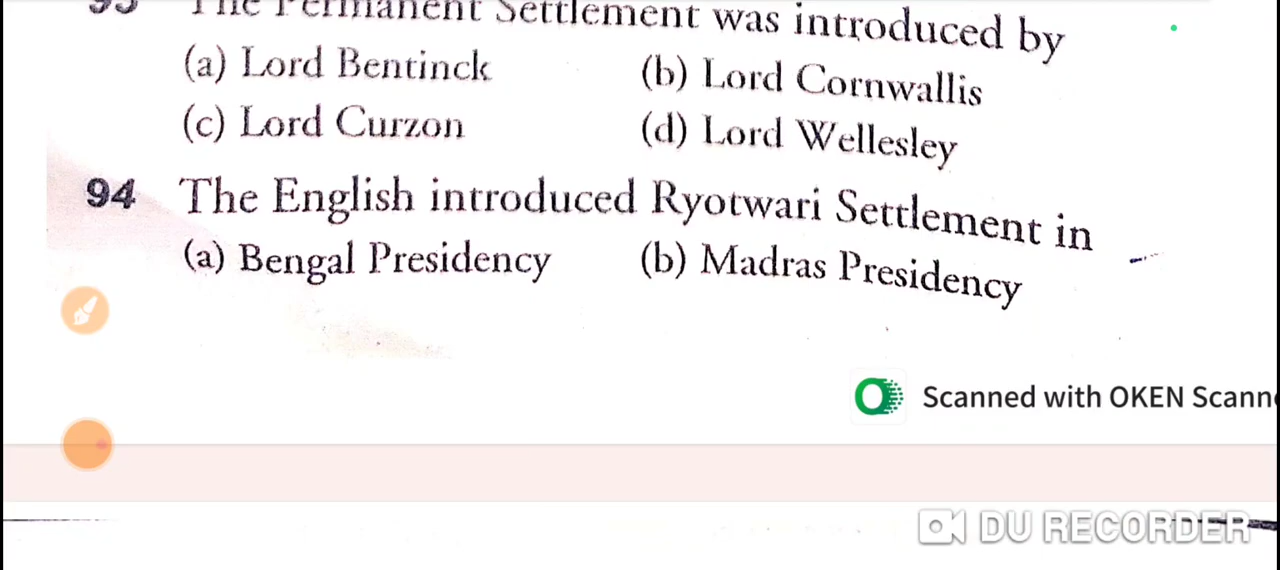 93 The Permanent Settlement was introduced by
(a) Lord Bentinck (b) Lord Cornwallis
(c) Lord Curzon (d) Lord Wellesley
94 The English introduced Ryotwari Settlement in
(a) Bengal Presidency (b) Madras Presidency
Scanned with OKEN Scann
DU RECORDER